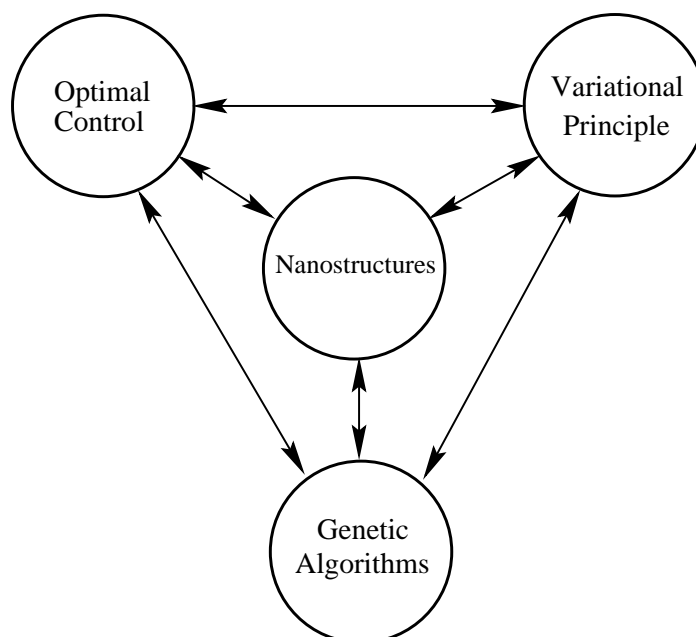 Optimal
Control
Variational
Principle
Nanostructures
Genetic
Algorithms